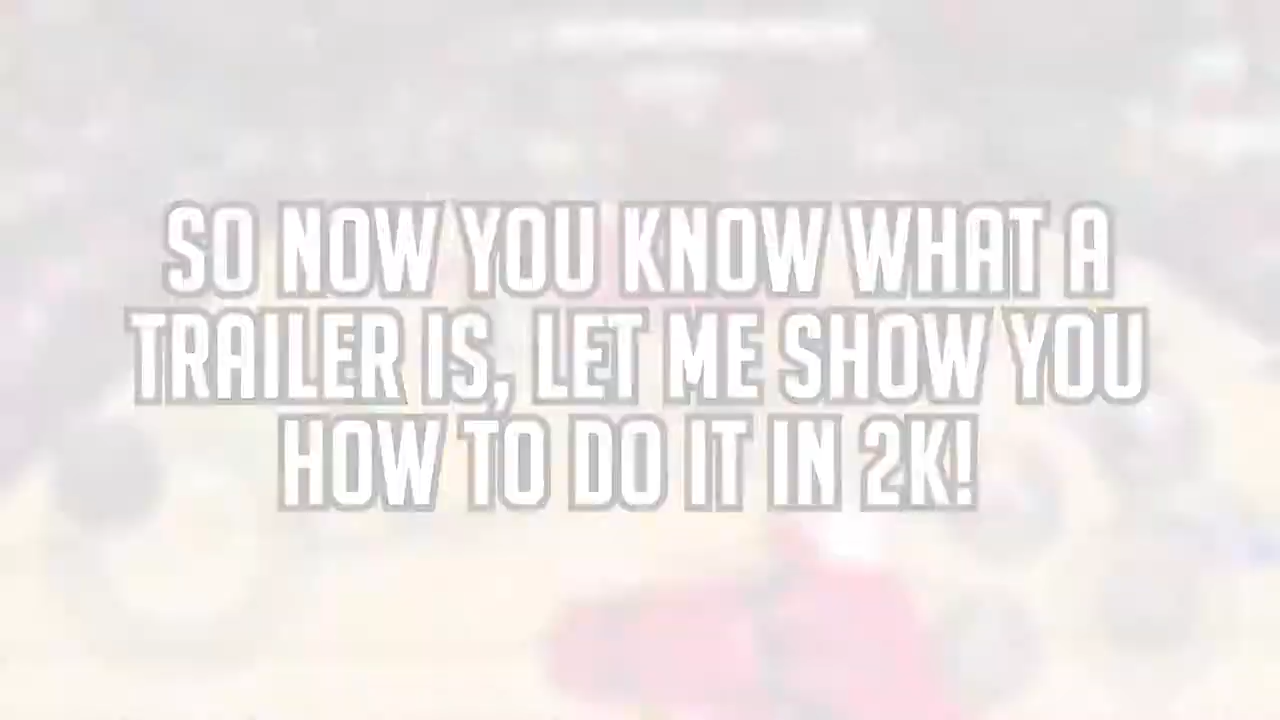 SO NOW YOU KNOW WHAT A
TRAILER IS, LET ME SHOW YOU
HOW TO DO IT IN 2K!